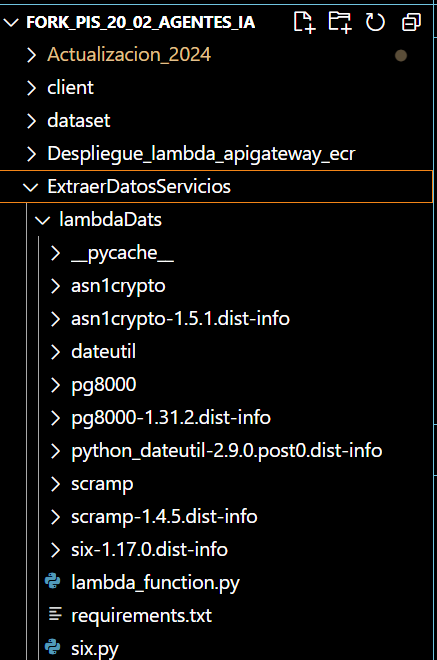 FORK_PIS_20_02_AGENTES_IA
Actualizacion_2024
client
dataset
Despliegue_lambda_apigateway_ecr
ExtraerDatosServicios
lambdaDats
__pycache__
asn1crypto
asn1crypto-1.5.1.dist-info
dateutil
pg8000
pg8000-1.31.2.dist-info
python_dateutil-2.9.0.post0.dist-info
scramp
scramp-1.4.5.dist-info
six-1.17.0.dist-info
lambda_function.py
requirements.txt
six.py